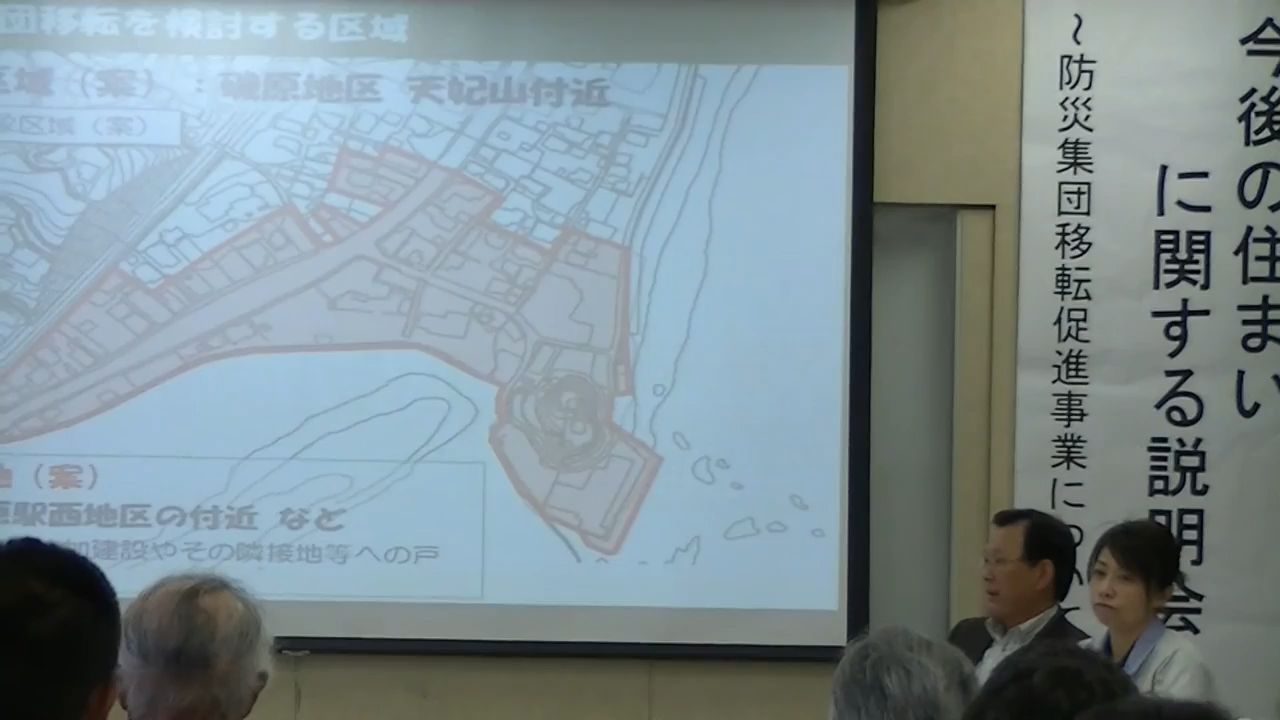 団移転を検討する区域
区域（案）：磯原地区 天妃山付近
象区域（案）
地（案）
原駅西地区の付近 など
加建設やその隣接地等への戸
今後の住まい
に関する説明会
～防災集団移転促進事業について